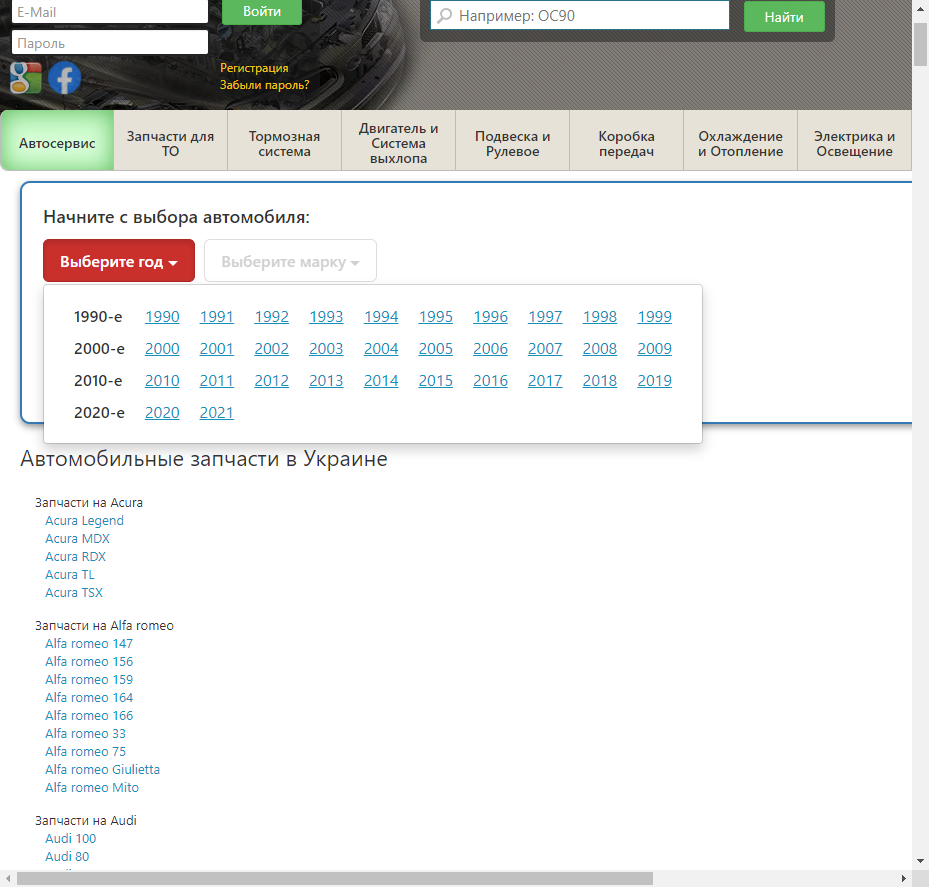 E-Mail
Войти
Например: OC90
Найти
Пароль
Регистрация
Забыли пароль?
Автосервис
Запчасти для
ТО
Тормозная
система
Двигатель и
Система
выхлопа
Подвеска и
Рулевое
Коробка
передач
Охлаждение
и Отопление
Электрика и
Освещение
Начните с выбора автомобиля:
Выберите год
Выберите марку
1990-е 1990 1991 1992 1993 1994 1995 1996 1997 1998 1999
2000-е 2000 2001 2002 2003 2004 2005 2006 2007 2008 2009
2010-е 2010 2011 2012 2013 2014 2015 2016 2017 2018 2019
2020-е 2020 2021
Автомобильные запчасти в Украине
Запчасти на Acura
Acura Legend
Acura MDX
Acura RDX
Acura TL
Acura TSX
Запчасти на Alfa romeo
Alfa romeo 147
Alfa romeo 156
Alfa romeo 159
Alfa romeo 164
Alfa romeo 166
Alfa romeo 33
Alfa romeo 75
Alfa romeo Giulietta
Alfa romeo Mito
Запчасти на Audi
Audi 100
Audi 80